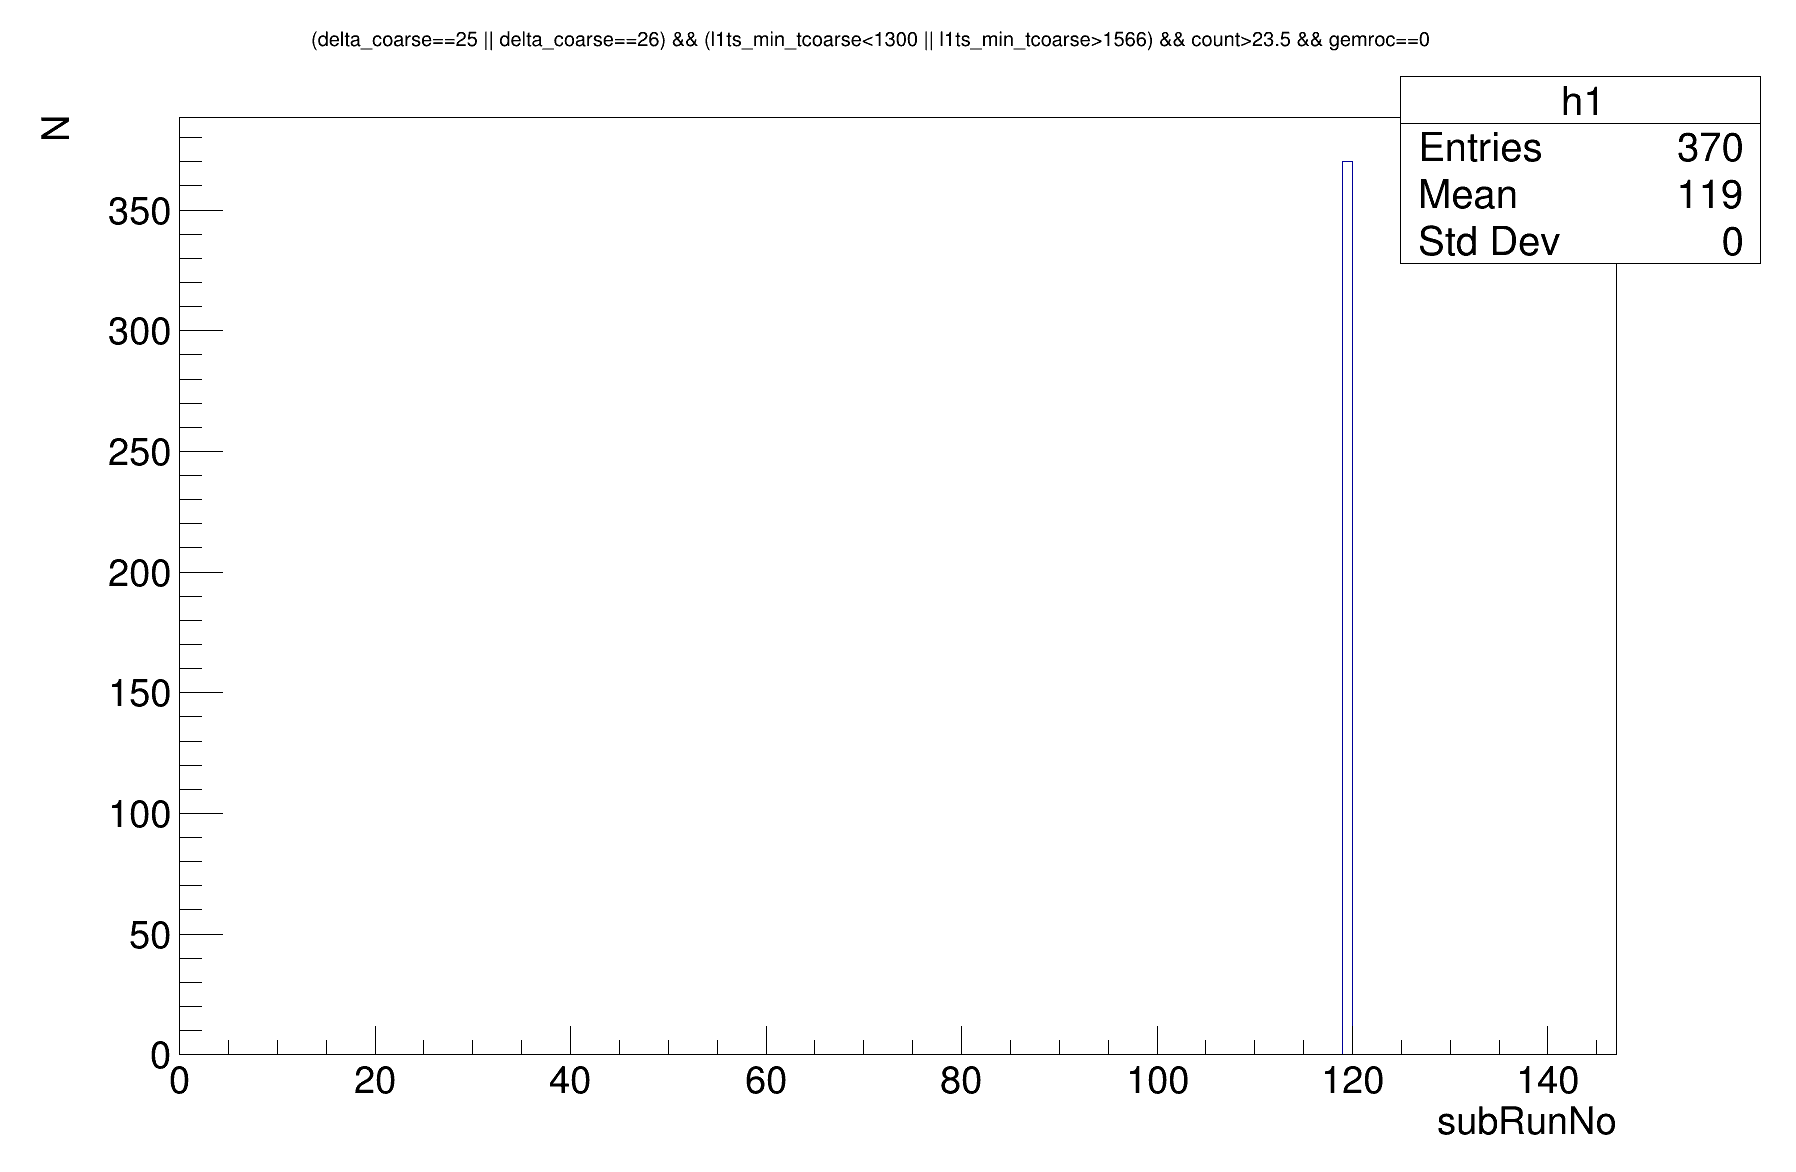 (delta_coarse==25 || delta_coarse==26) && (l1ts_min_tcoarse<1300 || l1ts_min_tcoarse>1566) && count>23.5 && gemroc==0
h1
Entries 370
Mean 119
Std Dev 0
N
350
300
250
200
150
100
50
0
0 20 40 60 80 100 120 140
subRunNo